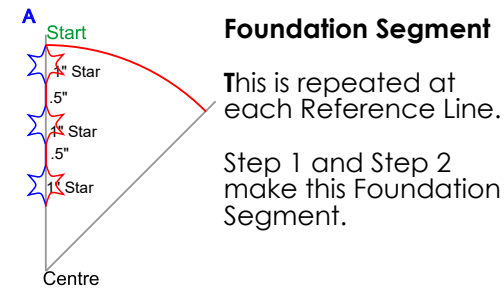 A
Start
1" Star
.5"
1" Star
.5"
1" Star
Centre
Foundation Segment
This is repeated at
each Reference Line.
Step 1 and Step 2
make this Foundation
Segment.